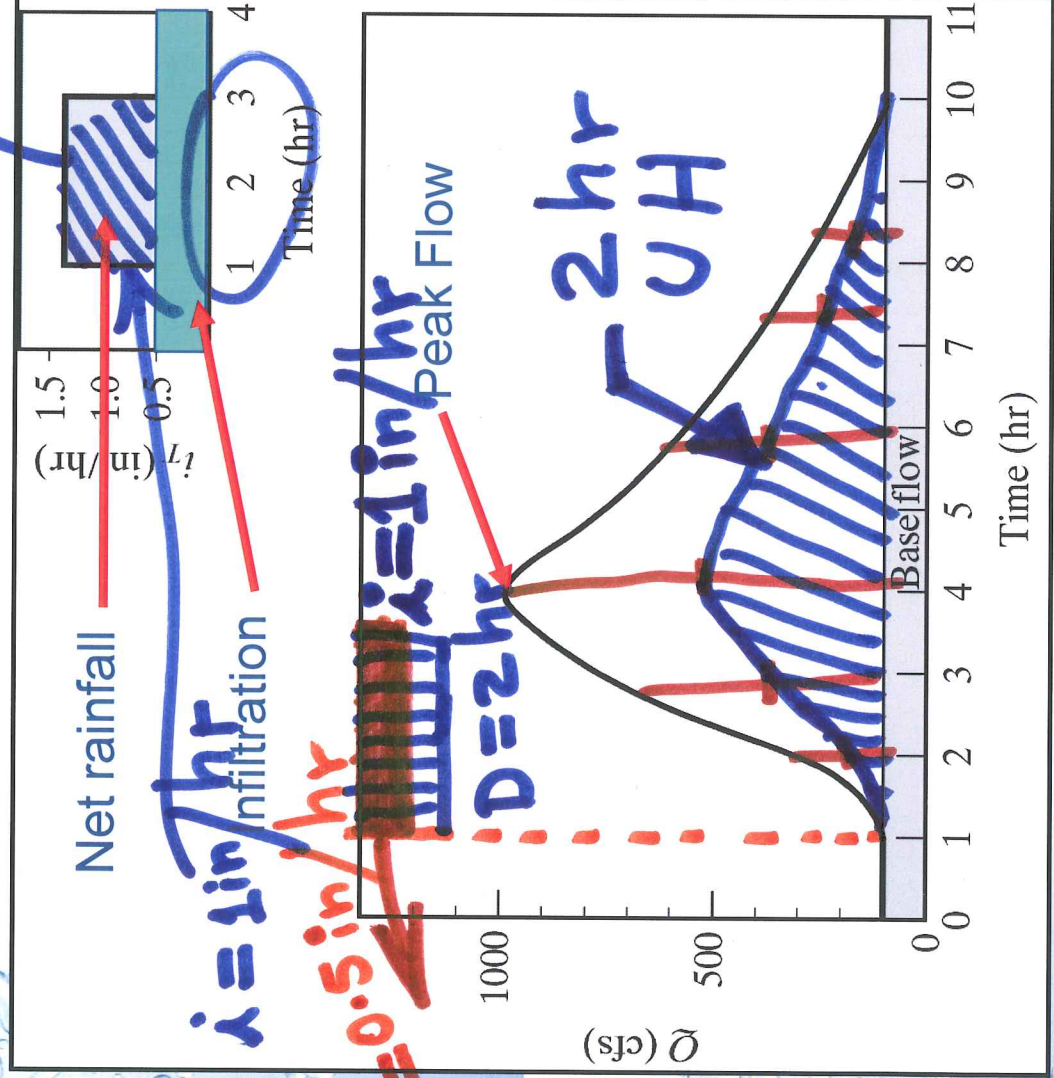 1.5
1.0
0.5
i_T (in/hr)
1 2 3 4
Time (hr)
Net rainfall
Infiltration
i = 1 in/hr
=0.5 in/hr
i=1 in/hr
D=2 hr
Peak Flow
2 hr
UH
1000
500
0
Q (cfs)
Base flow
0 1 2 3 4 5 6 7 8 9 10 11
Time (hr)